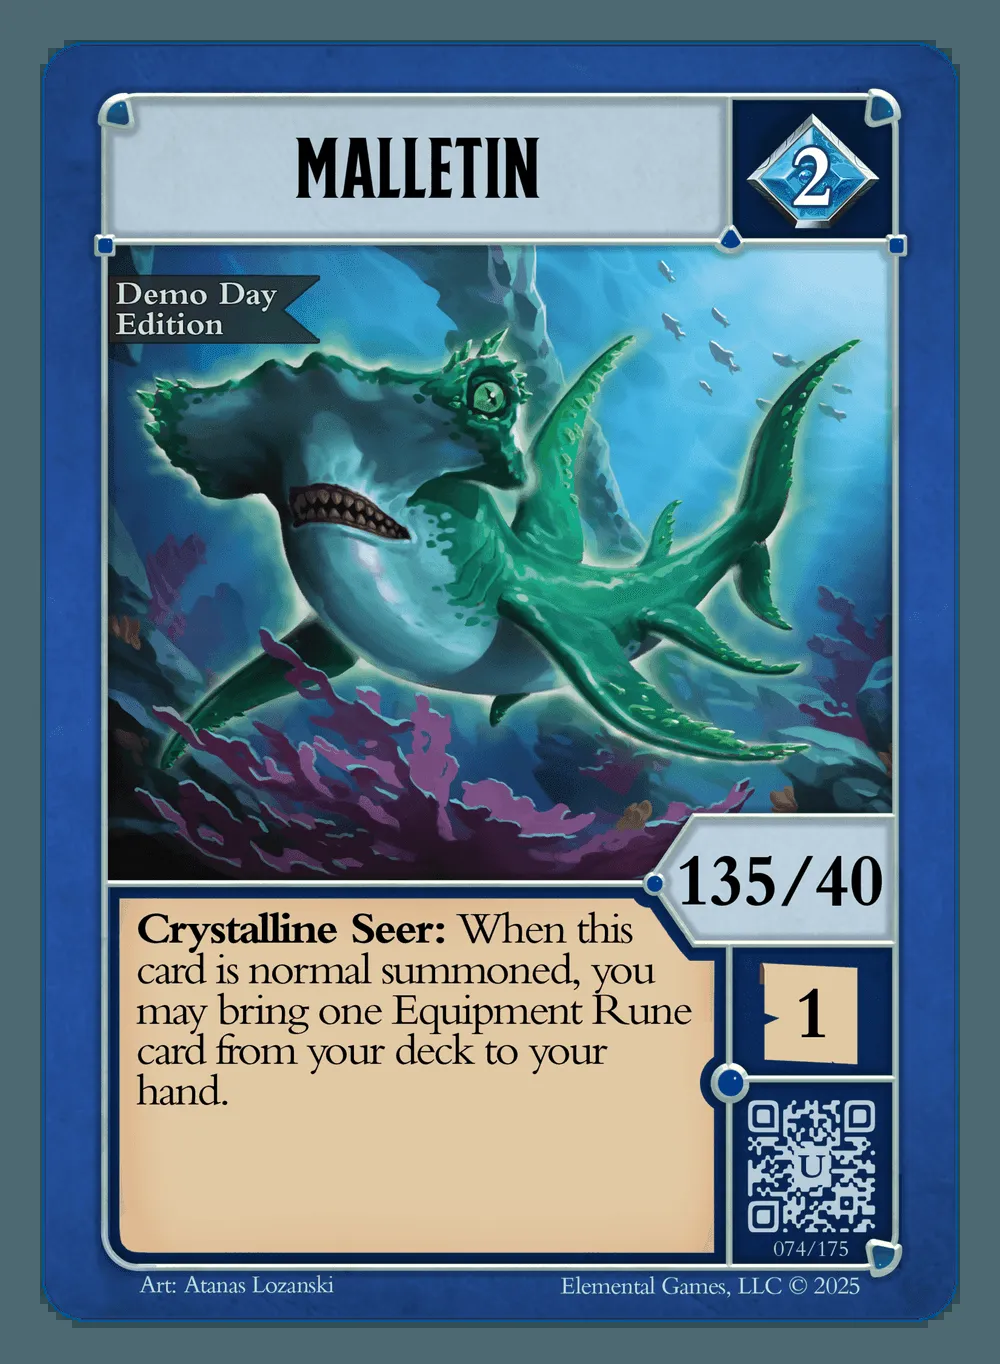 MALLETIN
2
Demo Day
Edition
135/40
Crystalline Seer: When this
card is normal summoned, you
may bring one Equipment Rune
card from your deck to your
hand.
1
U
074/175
Art: Atanas Lozanski
Elemental Games, LLC © 2025